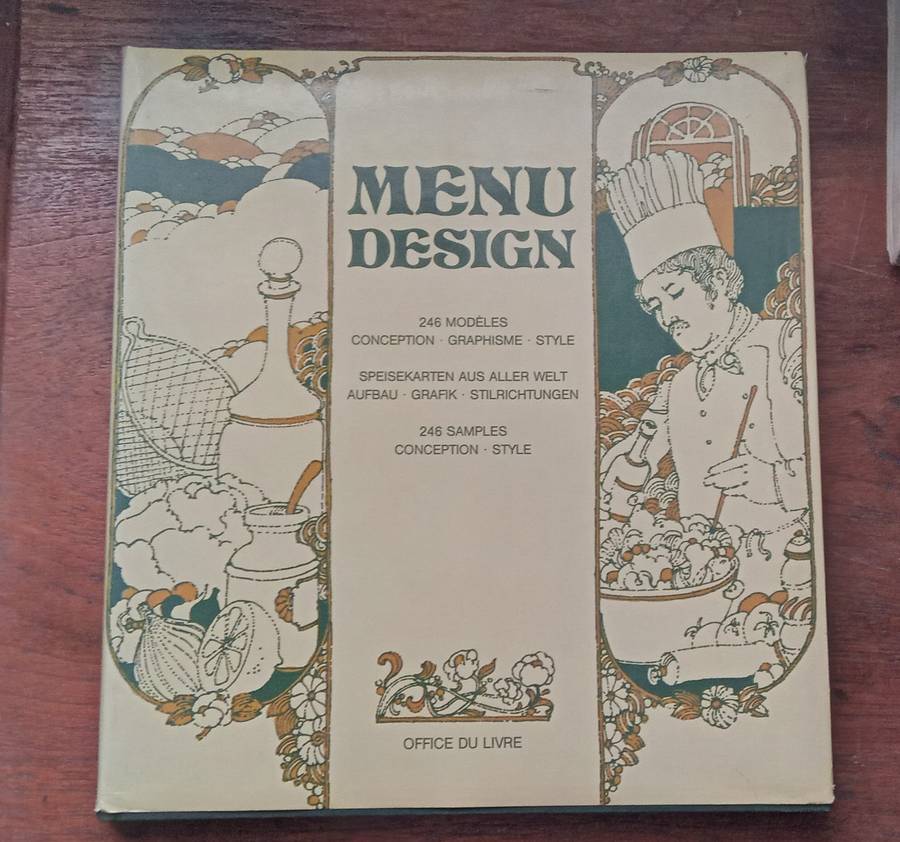 MENU
DESIGN
246 MODÈLES
CONCEPTION · GRAPHISME · STYLE
SPEISEKARTEN AUS ALLER WELT
AUFBAU · GRAFIK · STILRICHTUNGEN
246 SAMPLES
CONCEPTION · STYLE
OFFICE DU LIVRE